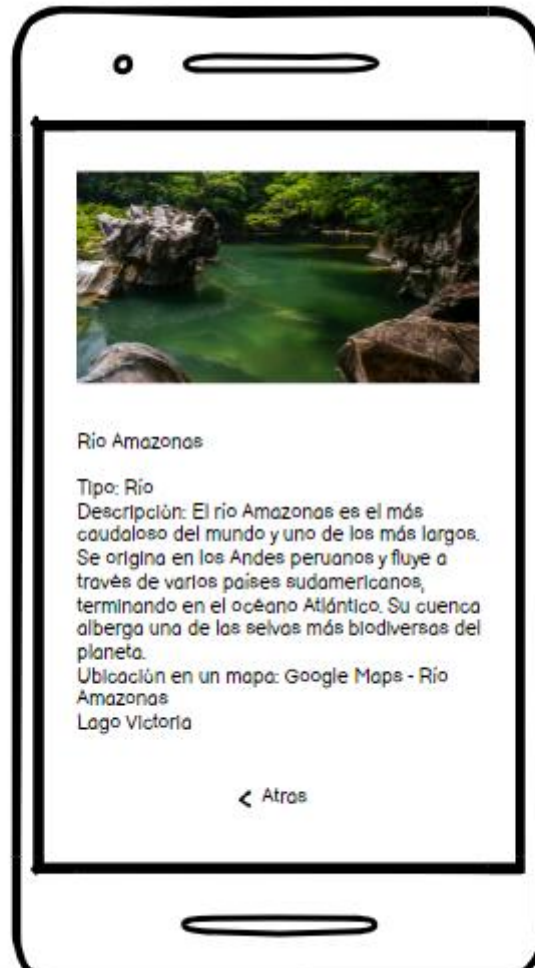 Río Amazonas
Tipo: Río
Descripción: El río Amazonas es el más
caudaloso del mundo y uno de los más largos.
Se origina en los Andes peruanos y fluye a
través de varios países sudamericanos,
terminando en el océano Atlántico. Su cuenca
alberga una de las selvas más biodiversas del
planeta.
Ubicación en un mapa: Google Maps - Río
Amazonas
Lago Victoria
< Atras